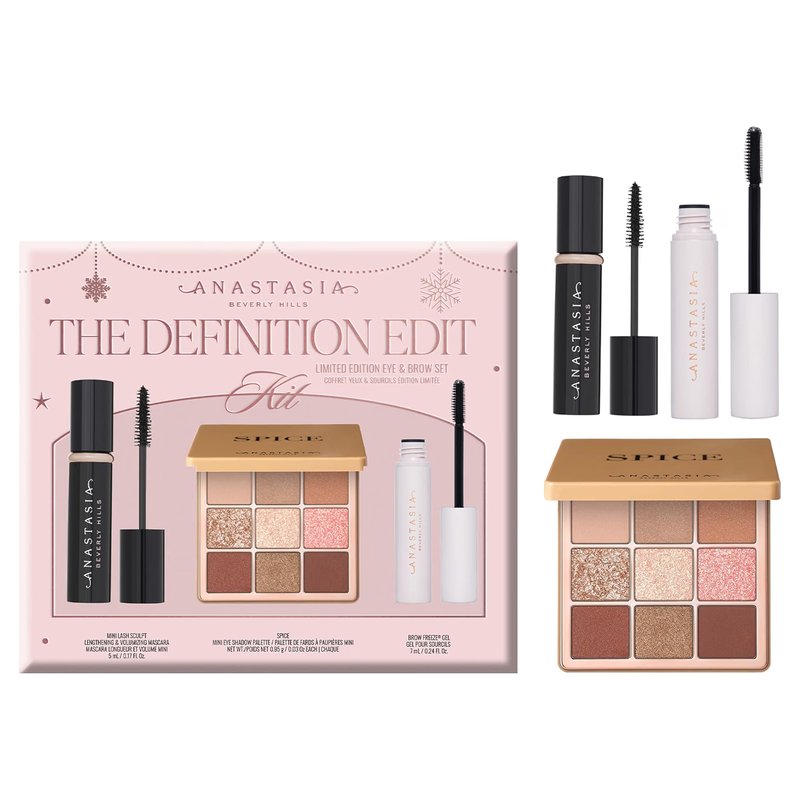 ANASTASIA
BEVERLY HILLS
THE DEFINITION EDIT
LIMITED EDITION EYE & BROW SET
COFFRET YEUX & SOURCILS ÉDITION LIMITÉE
Kit
ANASTASIA
BEVERLY HILLS
SPICE
ANASTASIA
ANASTASIA
BEVERLY HILLS
MINI LASH SCULPT
LENGTHENING & VOLUMIZING MASCARA
MASCARA LONGUEUR ET VOLUME MINI
5 mL / 0.17 Fl. Oz.
SPICE
MINI EYE SHADOW PALETTE / PALETTE DE FARDS À PAUPIÈRES MINI
NET WT./POIDS NET 0.85 g / 0.03 Oz EACH | CHAQUE
BROW FREEZE® GEL
GEL POUR SOURCILS
7 mL / 0.24 Fl. Oz.
ANASTASIA
BEVERLY HILLS
ANASTASIA
BEVERLY HILLS
SPICE
ANASTASIA